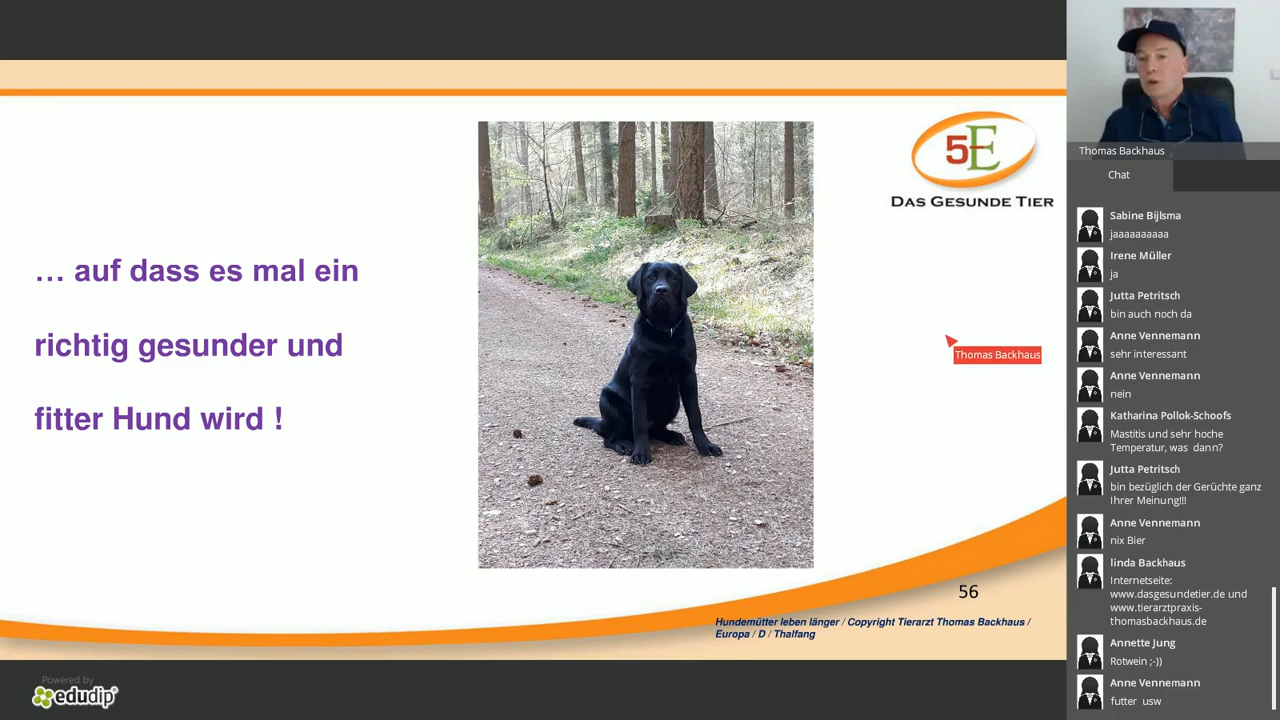 … auf dass es mal ein
richtig gesunder und
fitter Hund wird !
5E
DAS GESUNDE TIER
Thomas Backhaus
56
Hundemütter leben länger / Copyright Tierarzt Thomas Backhaus /
Europa / D / Thalfang
Powered by
edudip
Thomas Backhaus
Chat
Sabine Bijlsma
jaaaaaaaaaa
Irene Müller
ja
Jutta Petritsch
bin auch noch da
Anne Vennemann
sehr interessant
Anne Vennemann
nein
Katharina Pollok-Schoofs
Mastitis und sehr hoche
Temperatur, was dann?
Jutta Petritsch
bin bezüglich der Gerüchte ganz
Ihrer Meinung!!!
Anne Vennemann
nix Bier
linda Backhaus
Internetseite:
www.dasgesundetier.de und
www.tierarztpraxis-
thomasbackhaus.de
Annette Jung
Rotwein ;-))
Anne Vennemann
futter usw